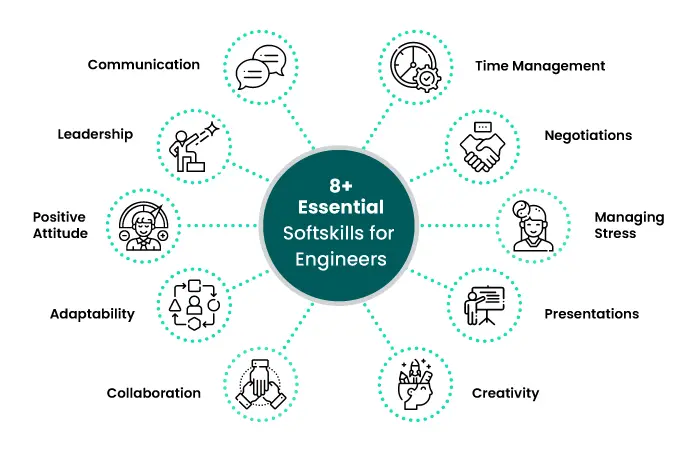 Communication
Time Management
Leadership
Negotiations
8+
Essential
Softskills for
Engineers
Positive
Attitude
Managing
Stress
Adaptability
Presentations
Collaboration
Creativity